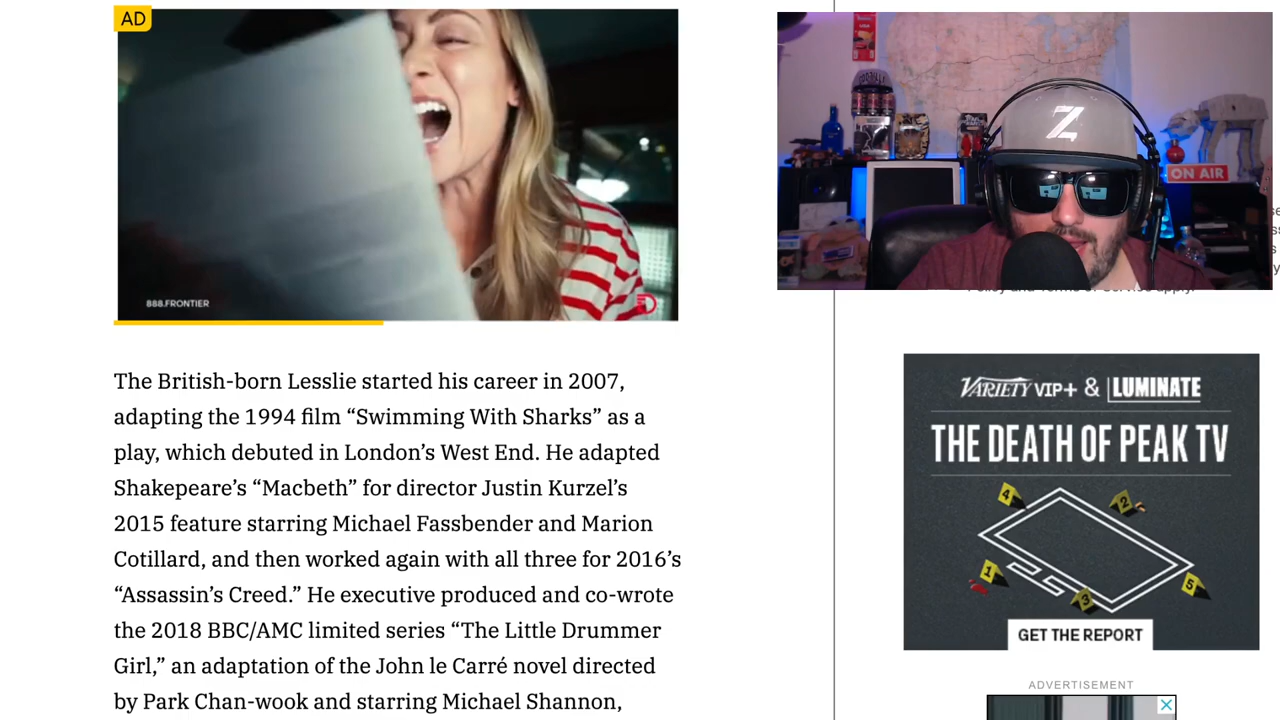 AD
888.FRONTIER
The British-born Lesslie started his career in 2007,
adapting the 1994 film “Swimming With Sharks” as a
play, which debuted in London’s West End. He adapted
Shakepeare’s “Macbeth” for director Justin Kurzel’s
2015 feature starring Michael Fassbender and Marion
Cotillard, and then worked again with all three for 2016’s
“Assassin’s Creed.” He executive produced and co-wrote
the 2018 BBC/AMC limited series “The Little Drummer
Girl,” an adaptation of the John le Carré novel directed
by Park Chan-wook and starring Michael Shannon,
Z
ON AIR
VARIETY VIP+ & LUMINATE
THE DEATH OF PEAK TV
4
2
1
3
5
GET THE REPORT
ADVERTISEMENT